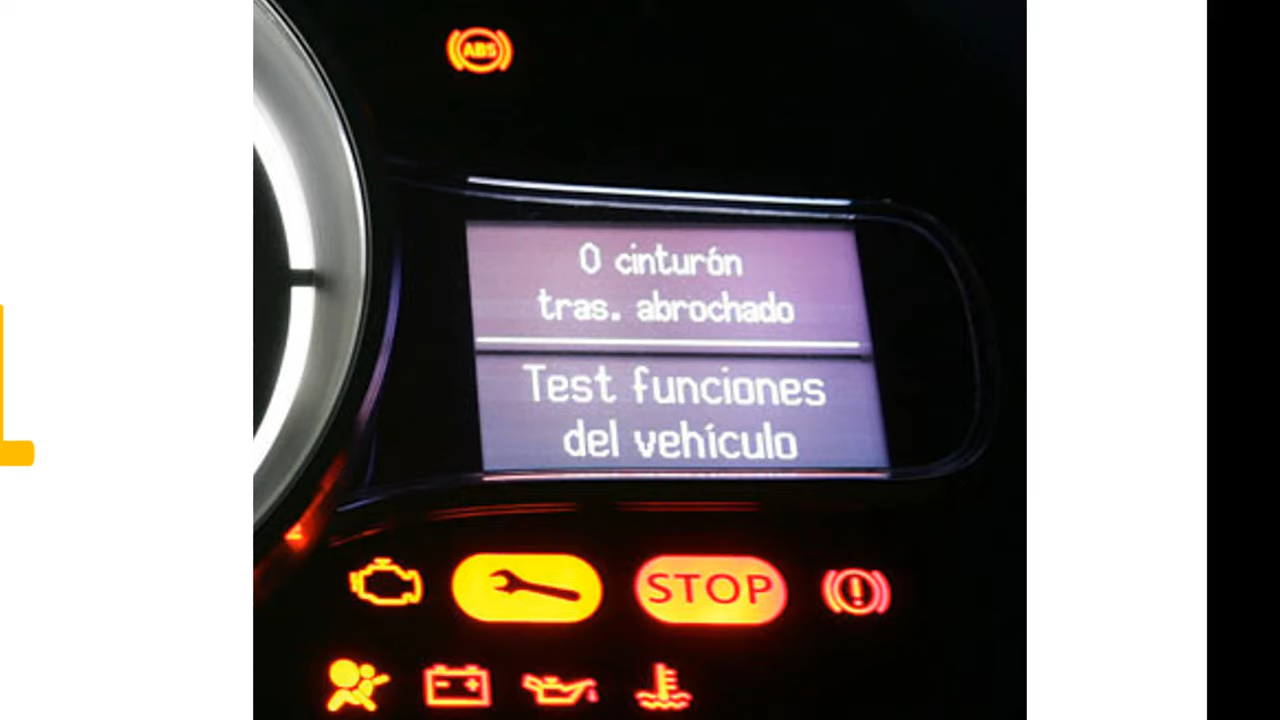 ABS
0 cinturón
tras. abrochado
Test funciones
del vehículo
STOP